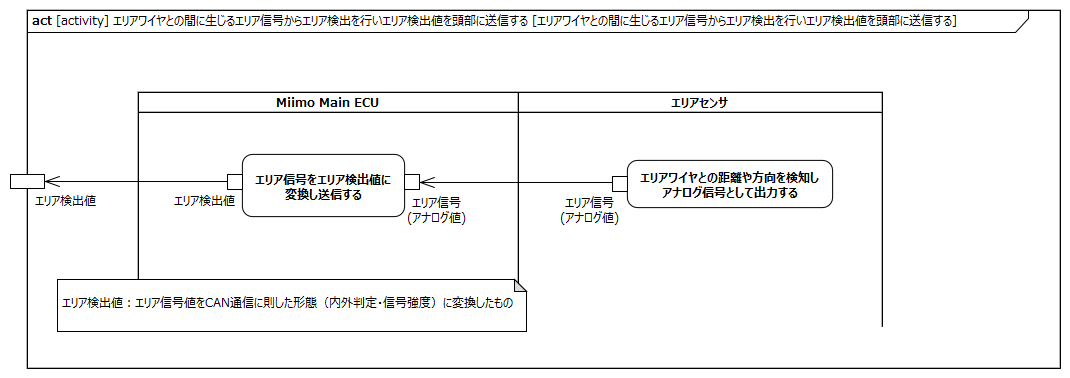 act [activity] エリアワイヤとの間に生じるエリア信号からエリア検出を行いエリア検出値を頭部に送信する [エリアワイヤとの間に生じるエリア信号からエリア検出を行いエリア検出値を頭部に送信する]
Miimo Main ECU
エリアセンサ
エリア信号をエリア検出値に
変換し送信する
エリアワイヤとの距離や方向を検知し
アナログ信号として出力する
エリア検出値
エリア検出値
エリア信号
(アナログ値)
エリア信号
(アナログ値)
エリア検出値：エリア信号値をCAN通信に則した形態（内外判定・信号強度）に変換したもの